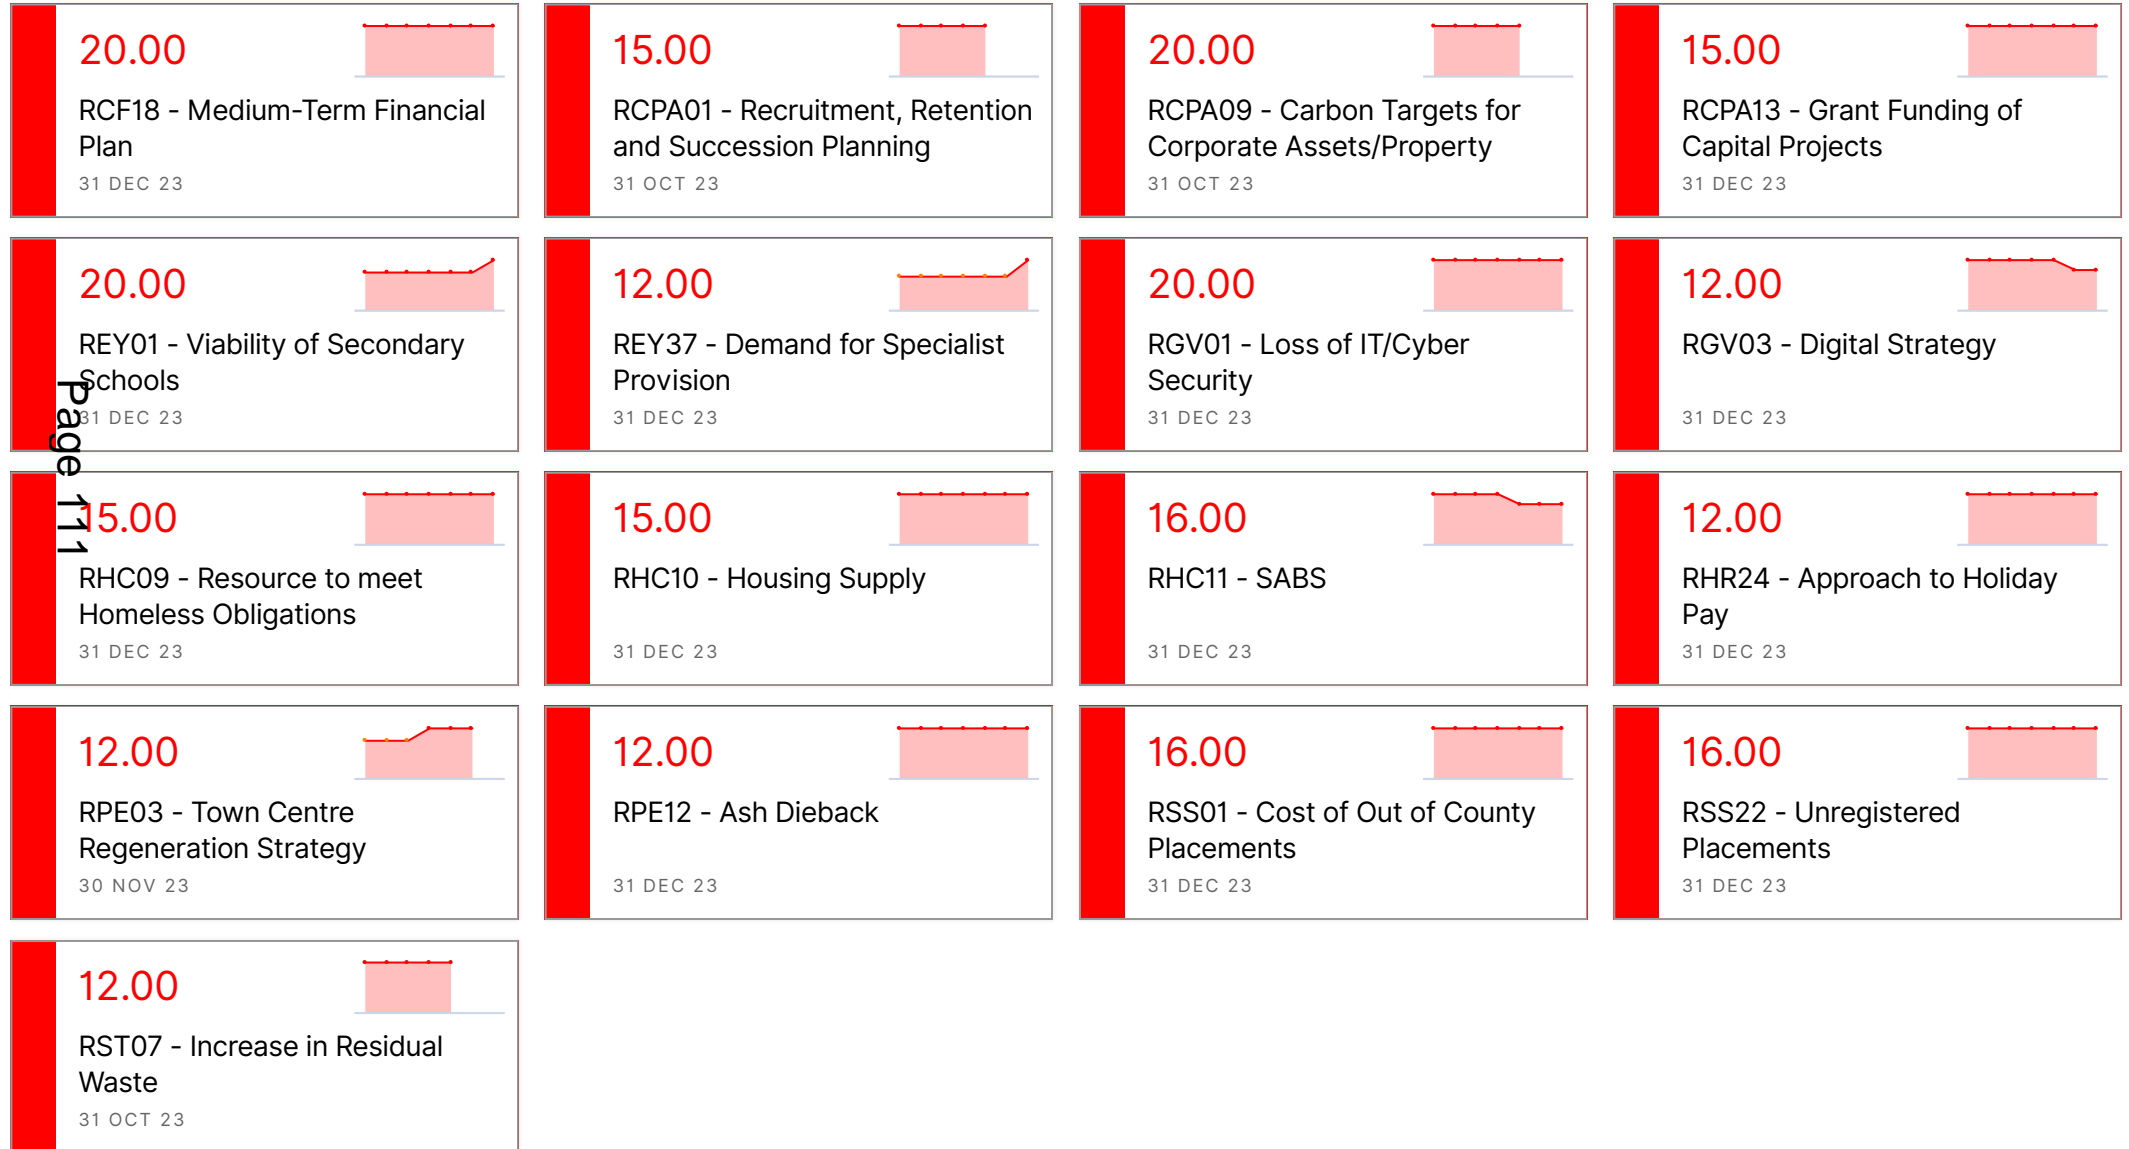 20.00
RCF18 - Medium-Term Financial
Plan
31 DEC 23
15.00
RCPA01 - Recruitment, Retention
and Succession Planning
31 OCT 23
20.00
RCPA09 - Carbon Targets for
Corporate Assets/Property
31 OCT 23
15.00
RCPA13 - Grant Funding of
Capital Projects
31 DEC 23
20.00
REY01 - Viability of Secondary
Schools
31 DEC 23
12.00
REY37 - Demand for Specialist
Provision
31 DEC 23
20.00
RGV01 - Loss of IT/Cyber
Security
31 DEC 23
12.00
RGV03 - Digital Strategy
31 DEC 23
Page 111
15.00
RHC09 - Resource to meet
Homeless Obligations
31 DEC 23
15.00
RHC10 - Housing Supply
31 DEC 23
16.00
RHC11 - SABS
31 DEC 23
12.00
RHR24 - Approach to Holiday
Pay
31 DEC 23
12.00
RPE03 - Town Centre
Regeneration Strategy
30 NOV 23
12.00
RPE12 - Ash Dieback
31 DEC 23
16.00
RSS01 - Cost of Out of County
Placements
31 DEC 23
16.00
RSS22 - Unregistered
Placements
31 DEC 23
12.00
RST07 - Increase in Residual
Waste
31 OCT 23